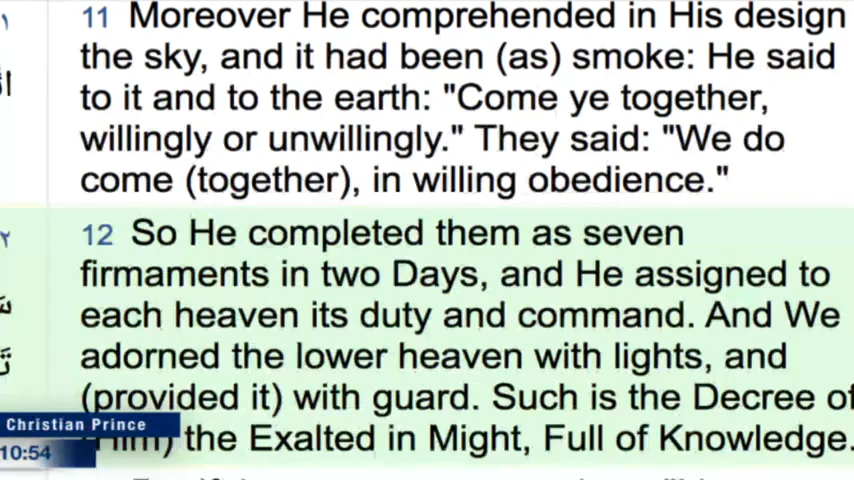 11 Moreover He comprehended in His design
the sky, and it had been (as) smoke: He said
to it and to the earth: "Come ye together,
willingly or unwillingly." They said: "We do
come (together), in willing obedience."
12 So He completed them as seven
firmaments in two Days, and He assigned to
each heaven its duty and command. And We
adorned the lower heaven with lights, and
(provided it) with guard. Such is the Decree of
the Exalted in Might, Full of Knowledge.
Christian Prince
10:54